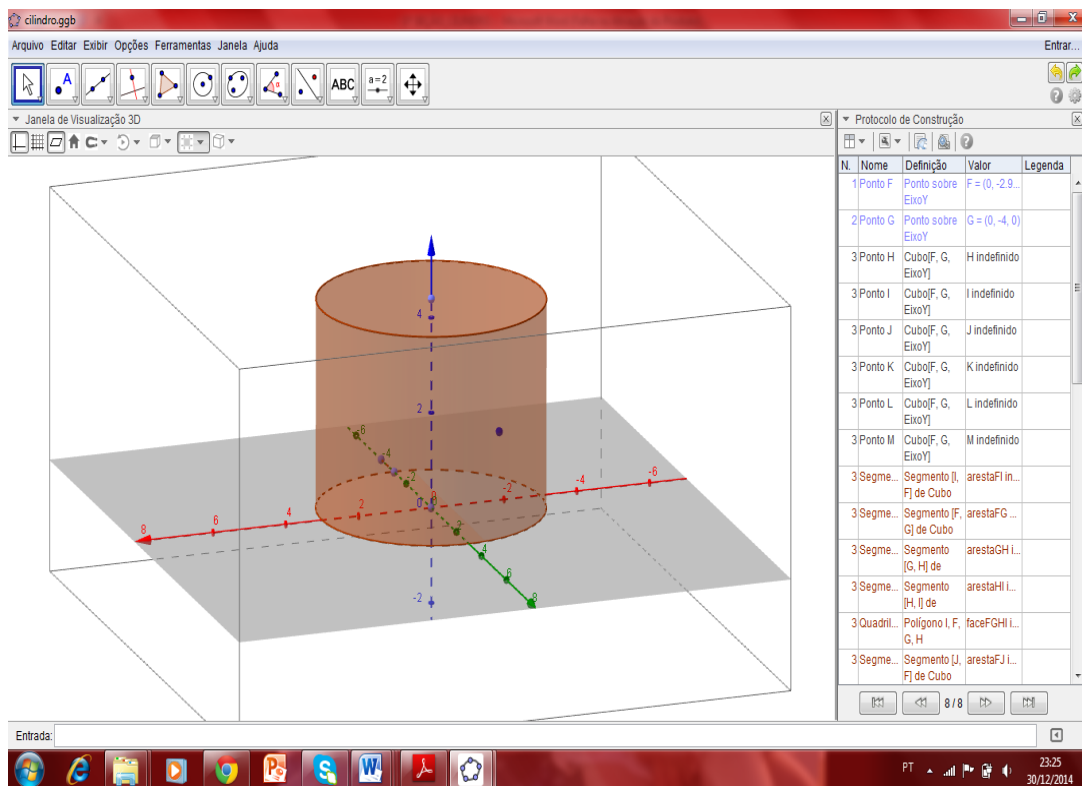 cilindro.ggb
Arquivo Editar Exibir Opções Ferramentas Janela Ajuda
Entrar...
A
α
ABC
a=2
Janela de Visualização 3D
4
2
0
-2
8
6
4
2
-2
-4
-6
-6
-4
-2
2
4
6
8
Protocolo de Construção
N. Nome Definição Valor Legenda
1 Ponto F Ponto sobre F = (0, -2.9...
EixoY
2 Ponto G Ponto sobre G = (0, -4, 0)
EixoY
3 Ponto H Cubo[F, G, H indefinido
EixoY]
3 Ponto I Cubo[F, G, I indefinido
EixoY]
3 Ponto J Cubo[F, G, J indefinido
EixoY]
3 Ponto K Cubo[F, G, K indefinido
EixoY]
3 Ponto L Cubo[F, G, L indefinido
EixoY]
3 Ponto M Cubo[F, G, M indefinido
EixoY]
3 Segme... Segmento [I, arestaFI in...
F] de Cubo
3 Segme... Segmento [F, arestaFG ...
G] de Cubo
3 Segme... Segmento arestaGH i...
[G, H] de
3 Segme... Segmento arestaHI i...
[H, I] de
3 Quadril... Polígono I, F, faceFGHI i...
G, H
3 Segme... Segmento [J, arestaFJ i...
F] de Cubo
8 / 8
Entrada:
PT
23:25
30/12/2014